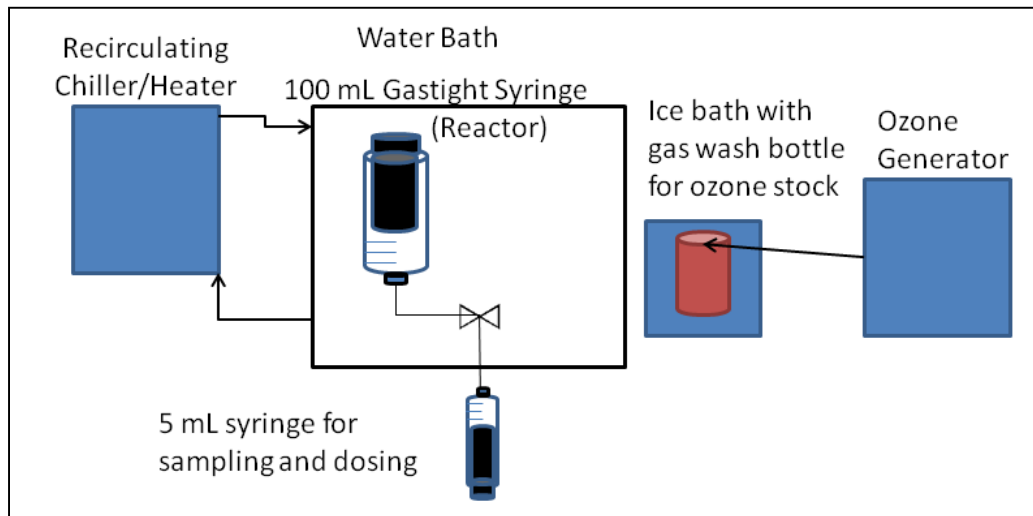 Recirculating
Chiller/Heater
Water Bath
100 mL Gastight Syringe
(Reactor)
Ice bath with
gas wash bottle
for ozone stock
Ozone
Generator
5 mL syringe for
sampling and dosing